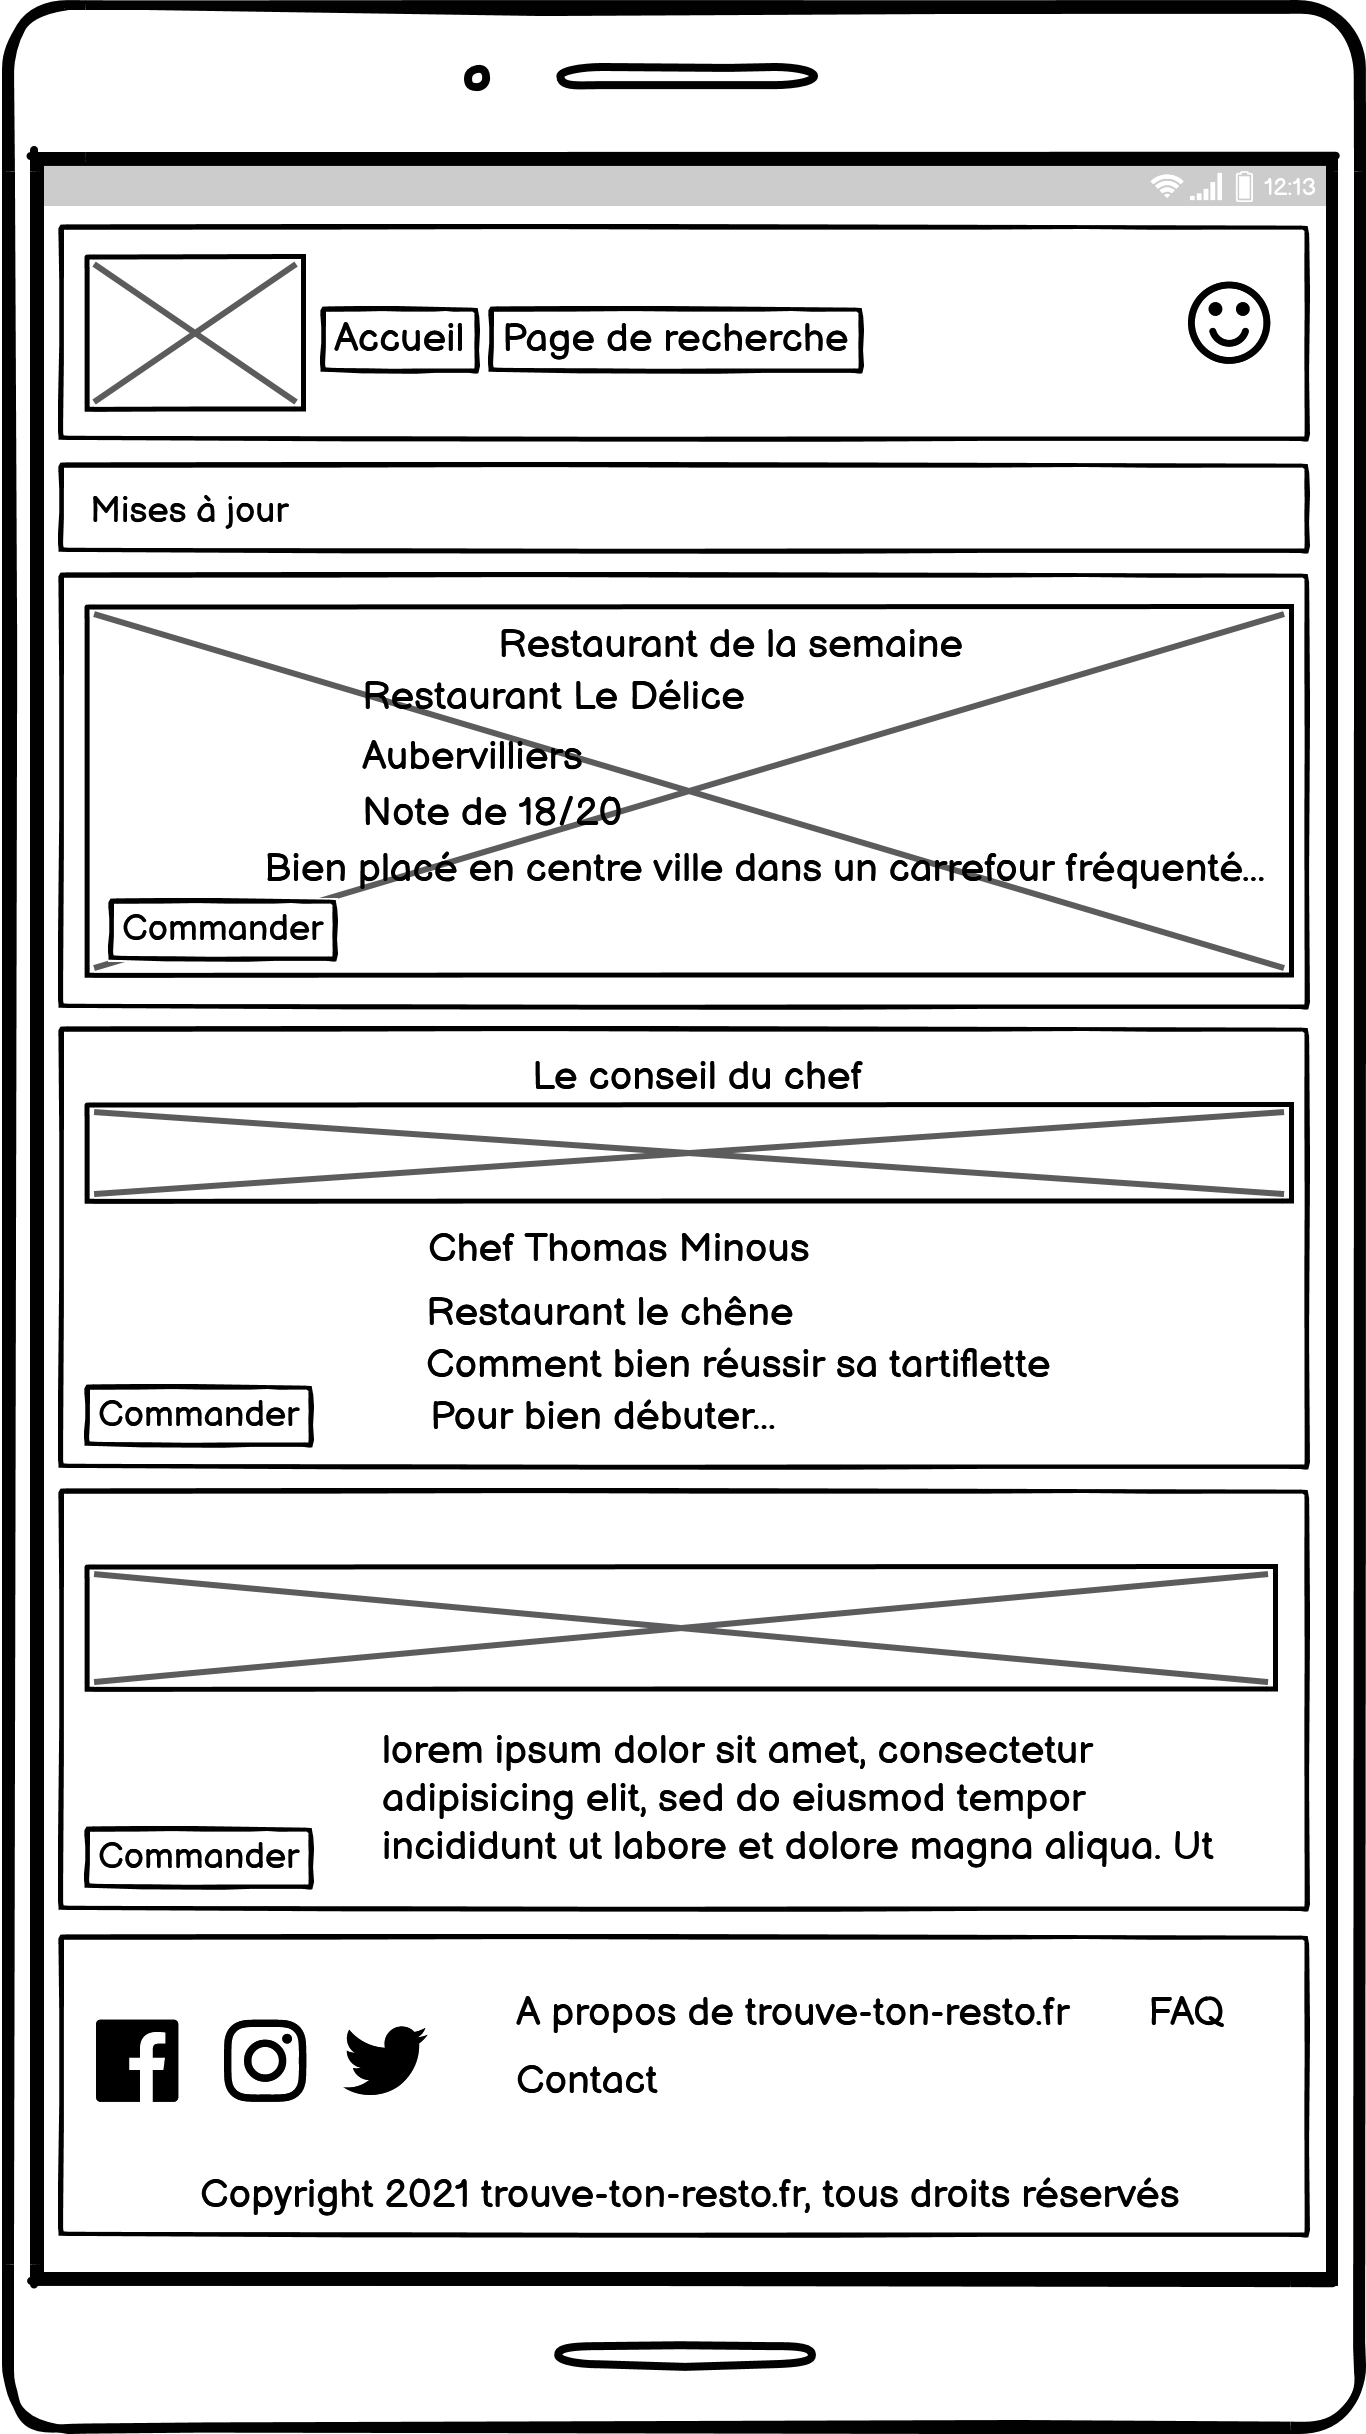 12:13
Accueil Page de recherche
Mises à jour
Restaurant de la semaine
Restaurant Le Délice
Aubervilliers
Note de 18/20
Bien placé en centre ville dans un carrefour fréquenté...
Commander
Le conseil du chef
Chef Thomas Minous
Restaurant le chêne
Comment bien réussir sa tartiflette
Pour bien débuter...
Commander
lorem ipsum dolor sit amet, consectetur
adipisicing elit, sed do eiusmod tempor
incididunt ut labore et dolore magna aliqua. Ut
Commander
A propos de trouve-ton-resto.fr FAQ
Contact
Copyright 2021 trouve-ton-resto.fr, tous droits réservés